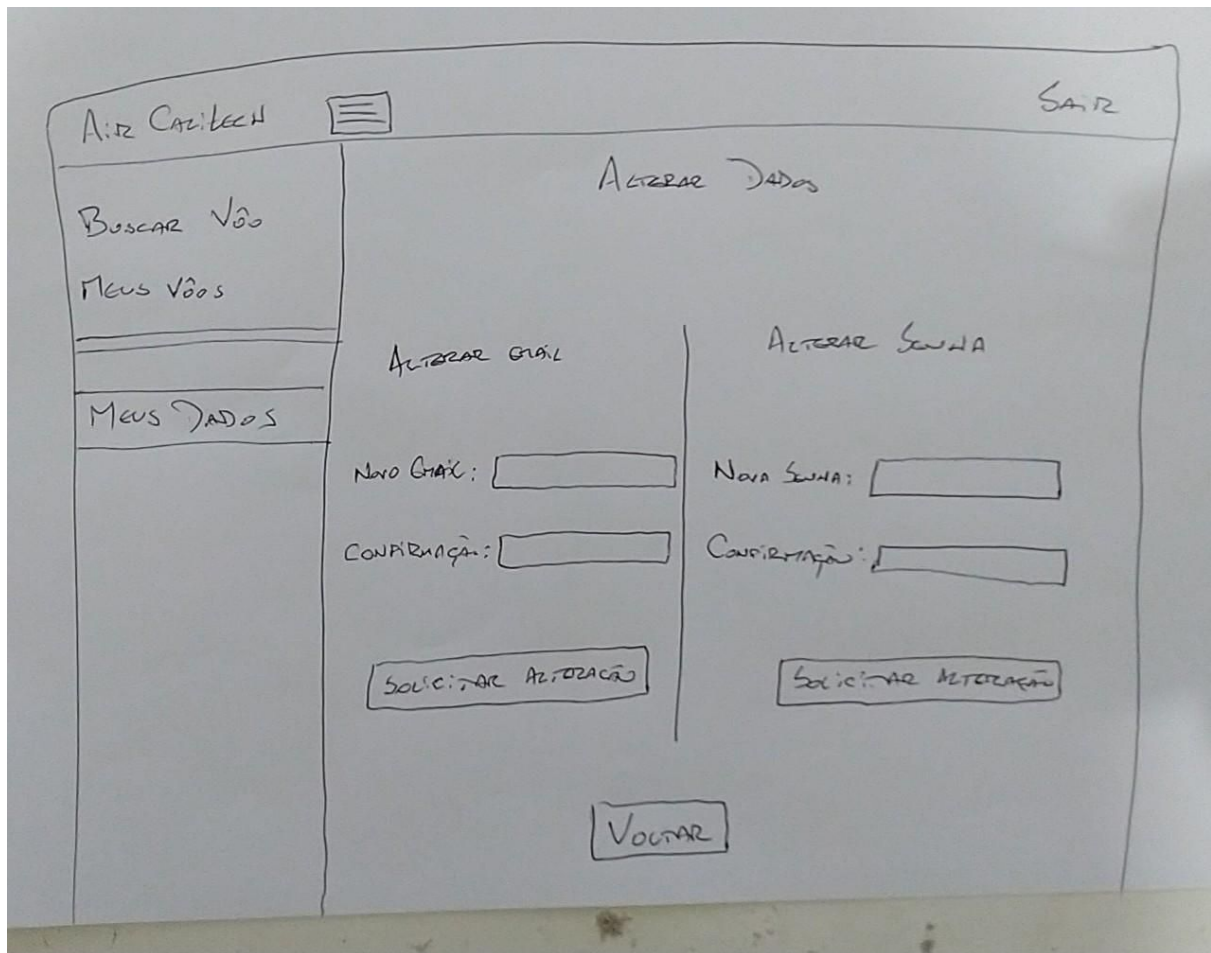 Air Calitech
Sair
Buscar Vôo
Meus Vôos
Meus Dados
Alterar Dados
Alterar Email
Novo Email:
Confirmação:
Solicitar Alteração
Alterar Senha
Nova Senha:
Confirmação:
Solicitar Alteração
Voltar